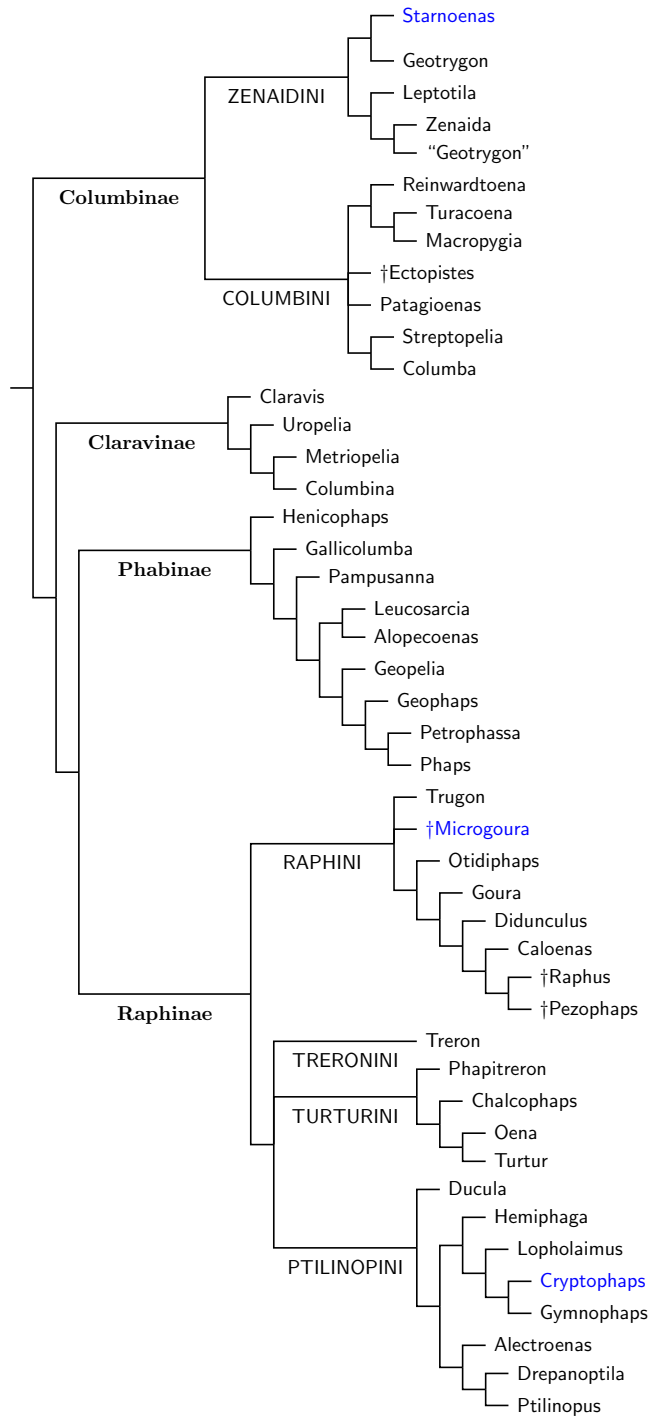 Starnoenas
Geotrygon
ZENAIDINI
Leptotila
Zenaida
“Geotrygon”
Columbinae
Reinwardtoena
Turacoena
Macropygia
†Ectopistes
COLUMBINI
Patagioenas
Streptopelia
Columba
Claravis
Uropelia
Claravinae
Metriopelia
Columbina
Henicophaps
Gallicolumba
Phabinae
Pampusanna
Leucosarcia
Alopecoenas
Geopelia
Geophaps
Petrophassa
Phaps
Trugon
†Microgoura
RAPHINI
Otidiphaps
Goura
Didunculus
Caloenas
†Raphus
†Pezophaps
Raphinae
Treron
TRERONINI
Phapitreron
Chalcophaps
TURTURINI
Oena
Turtur
Ducula
Hemiphaga
Lopholaimus
PTILINOPINI
Cryptophaps
Gymnophaps
Alectroenas
Drepanoptila
Ptilinopus